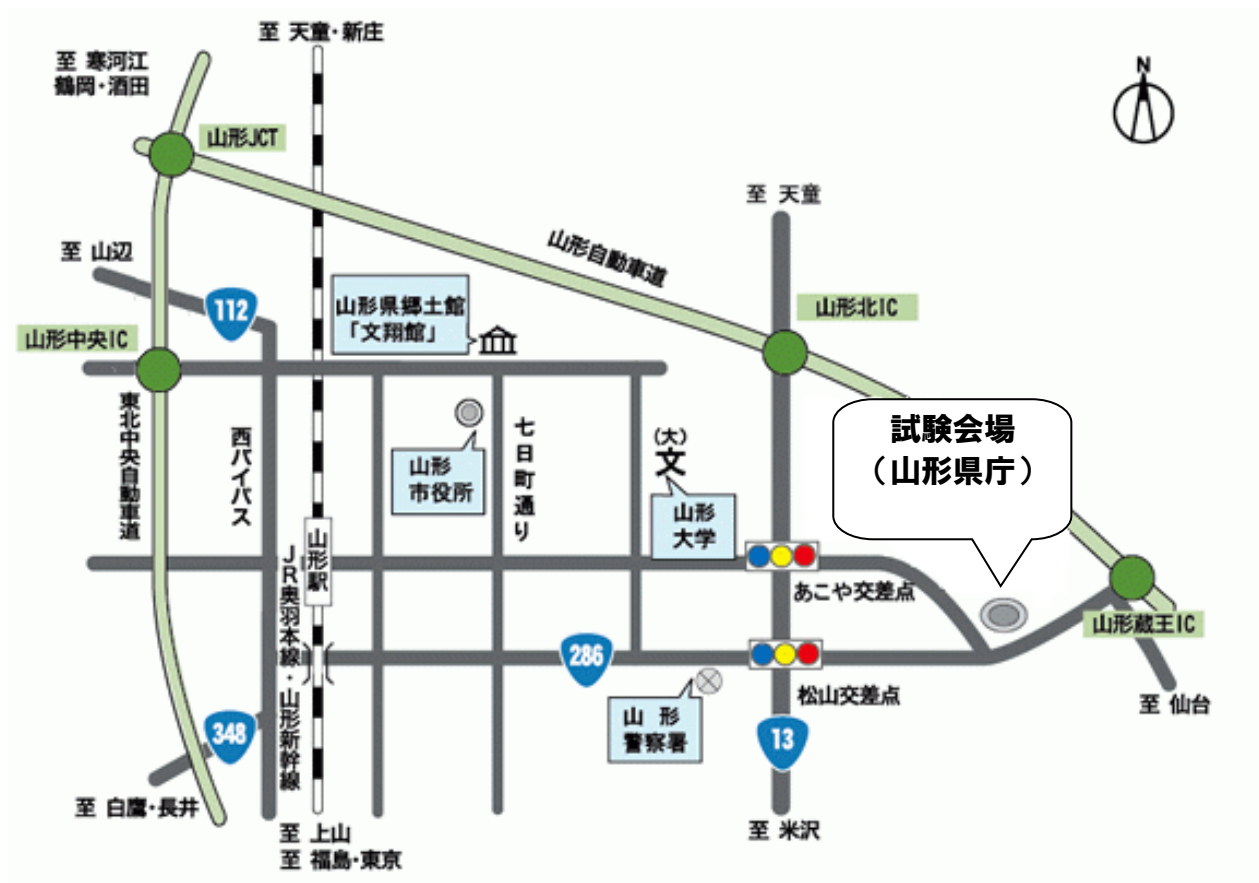 至 天童・新庄
至 寒河江
鶴岡・酒田
N
山形JCT
至 天童
至 山辺
山形自動車道
112
山形県郷土館
「文翔館」
山形北IC
山形中央IC
東北中央自動車道
西バイパス
七日町通り
(大)
文
試験会場
（山形県庁）
山形
市役所
山形
大学
山形駅
JR奥羽本線・山形新幹線
あこや交差点
山形蔵王IC
286
松山交差点
至 仙台
山 形
警察署
348
13
至 白鷹・長井
至 上山
至 福島・東京
至 米沢